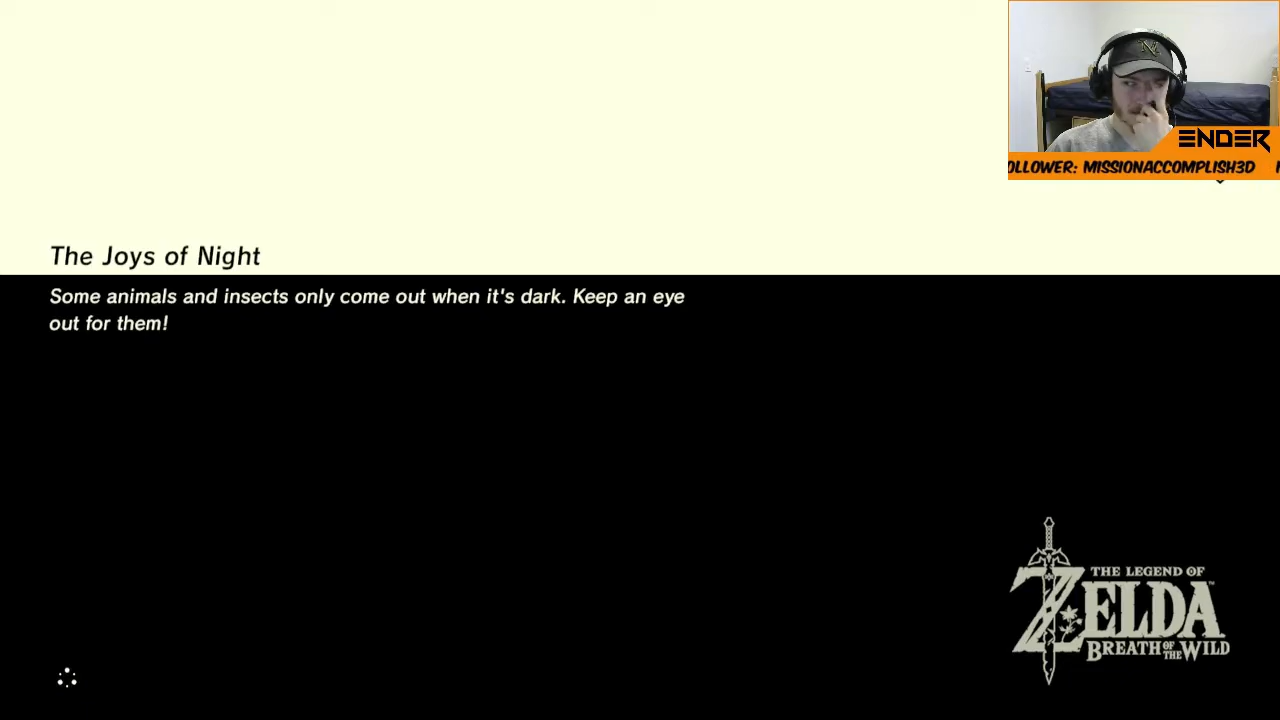 ENDER
OLLOWER: MISSIONACCOMPLISH3D
The Joys of Night
Some animals and insects only come out when it's dark. Keep an eye
out for them!
THE LEGEND OF
ZELDA
BREATH OF THE WILD